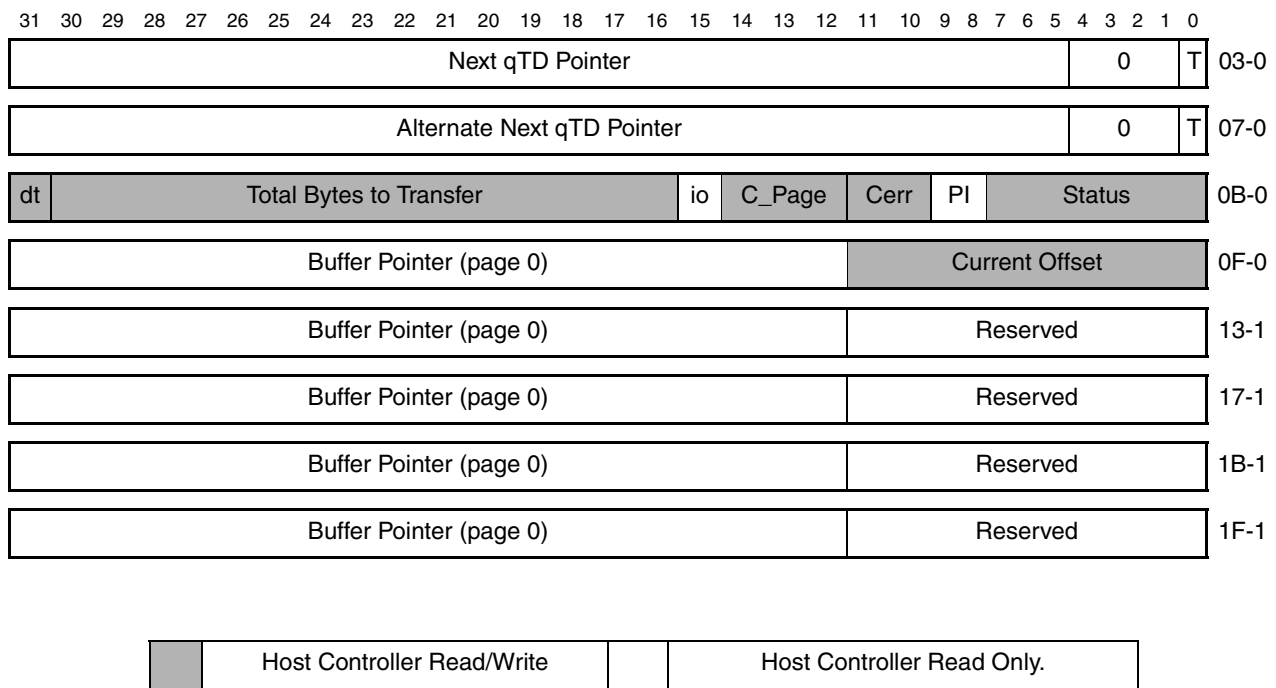 31 30 29 28 27 26 25 24 23 22 21 20 19 18 17 16 15 14 13 12 11 10 9 8 7 6 5 4 3 2 1 0
Next qTD Pointer 0 T 03-0
Alternate Next qTD Pointer 0 T 07-0
dt Total Bytes to Transfer io C_Page Cerr PI Status 0B-0
Buffer Pointer (page 0) Current Offset 0F-0
Buffer Pointer (page 0) Reserved 13-1
Buffer Pointer (page 0) Reserved 17-1
Buffer Pointer (page 0) Reserved 1B-1
Buffer Pointer (page 0) Reserved 1F-1
Host Controller Read/Write Host Controller Read Only.